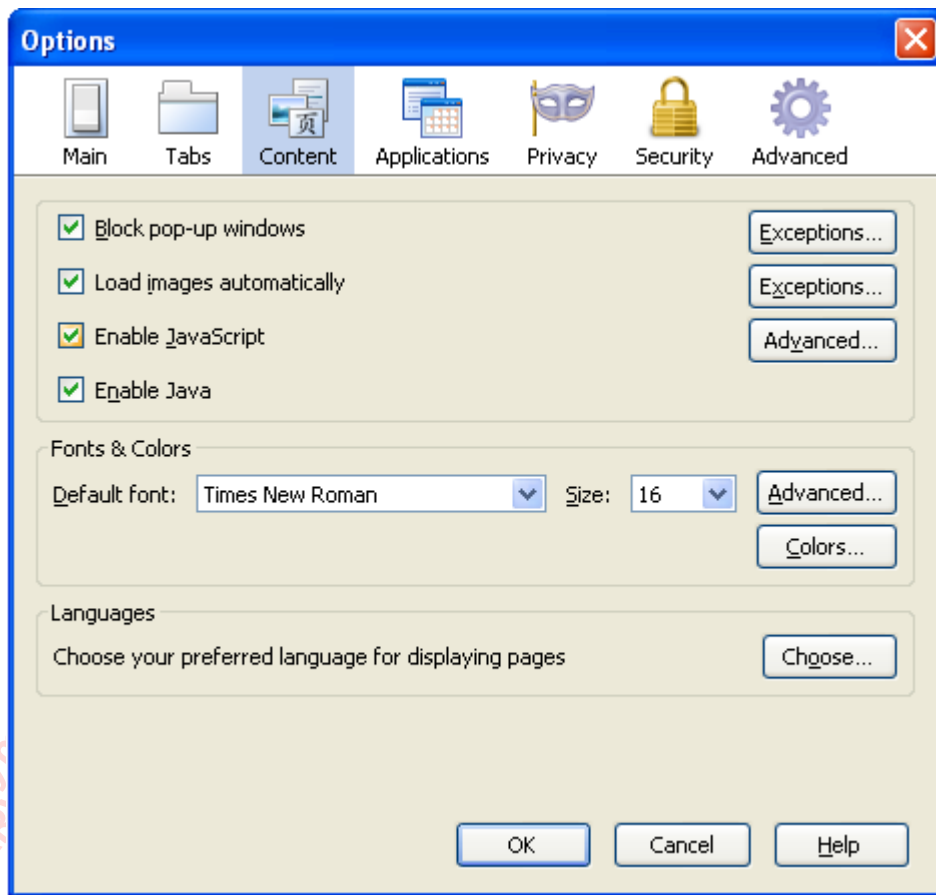 Options
Main Tabs Content Applications Privacy Security Advanced
Block pop-up windows Exceptions...
Load images automatically Exceptions...
Enable JavaScript Advanced...
Enable Java
Fonts & Colors
Default font: Times New Roman Size: 16 Advanced...
Colors...
Languages
Choose your preferred language for displaying pages Choose...
OK Cancel Help
页